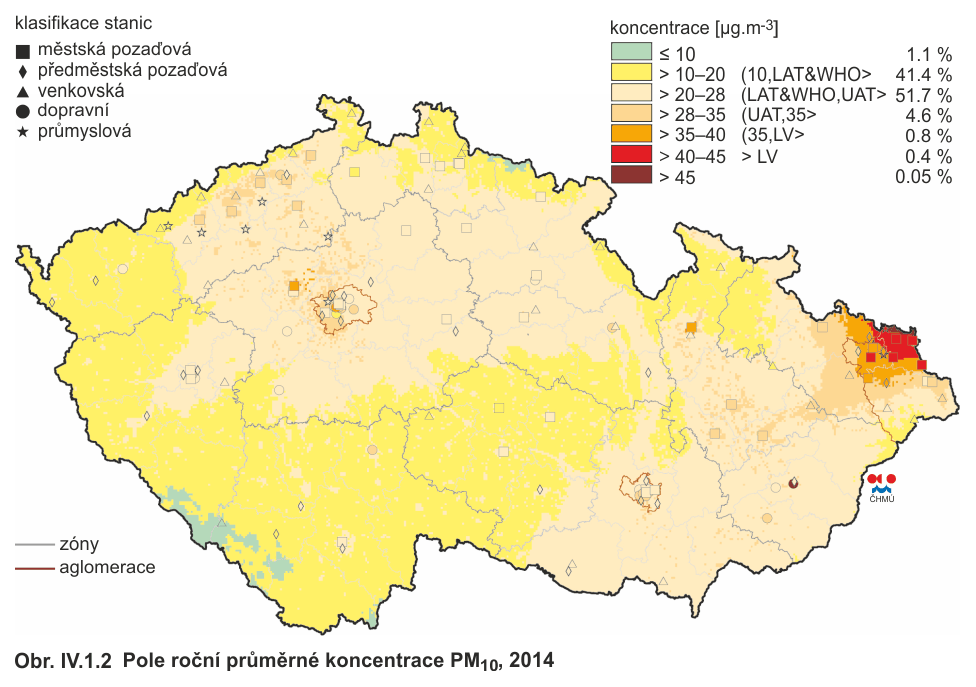 klasifikace stanic
městská pozaďová
předměstská pozaďová
venkovská
dopravní
průmyslová
koncentrace [µg.m-3]
≤ 10 1.1 %
> 10–20 (10,LAT&WHO> 41.4 %
> 20–28 (LAT&WHO,UAT> 51.7 %
> 28–35 (UAT,35> 4.6 %
> 35–40 (35,LV> 0.8 %
> 40–45 > LV 0.4 %
> 45 0.05 %
ČHMÚ
zóny
aglomerace
Obr. IV.1.2 Pole roční průměrné koncentrace PM10, 2014